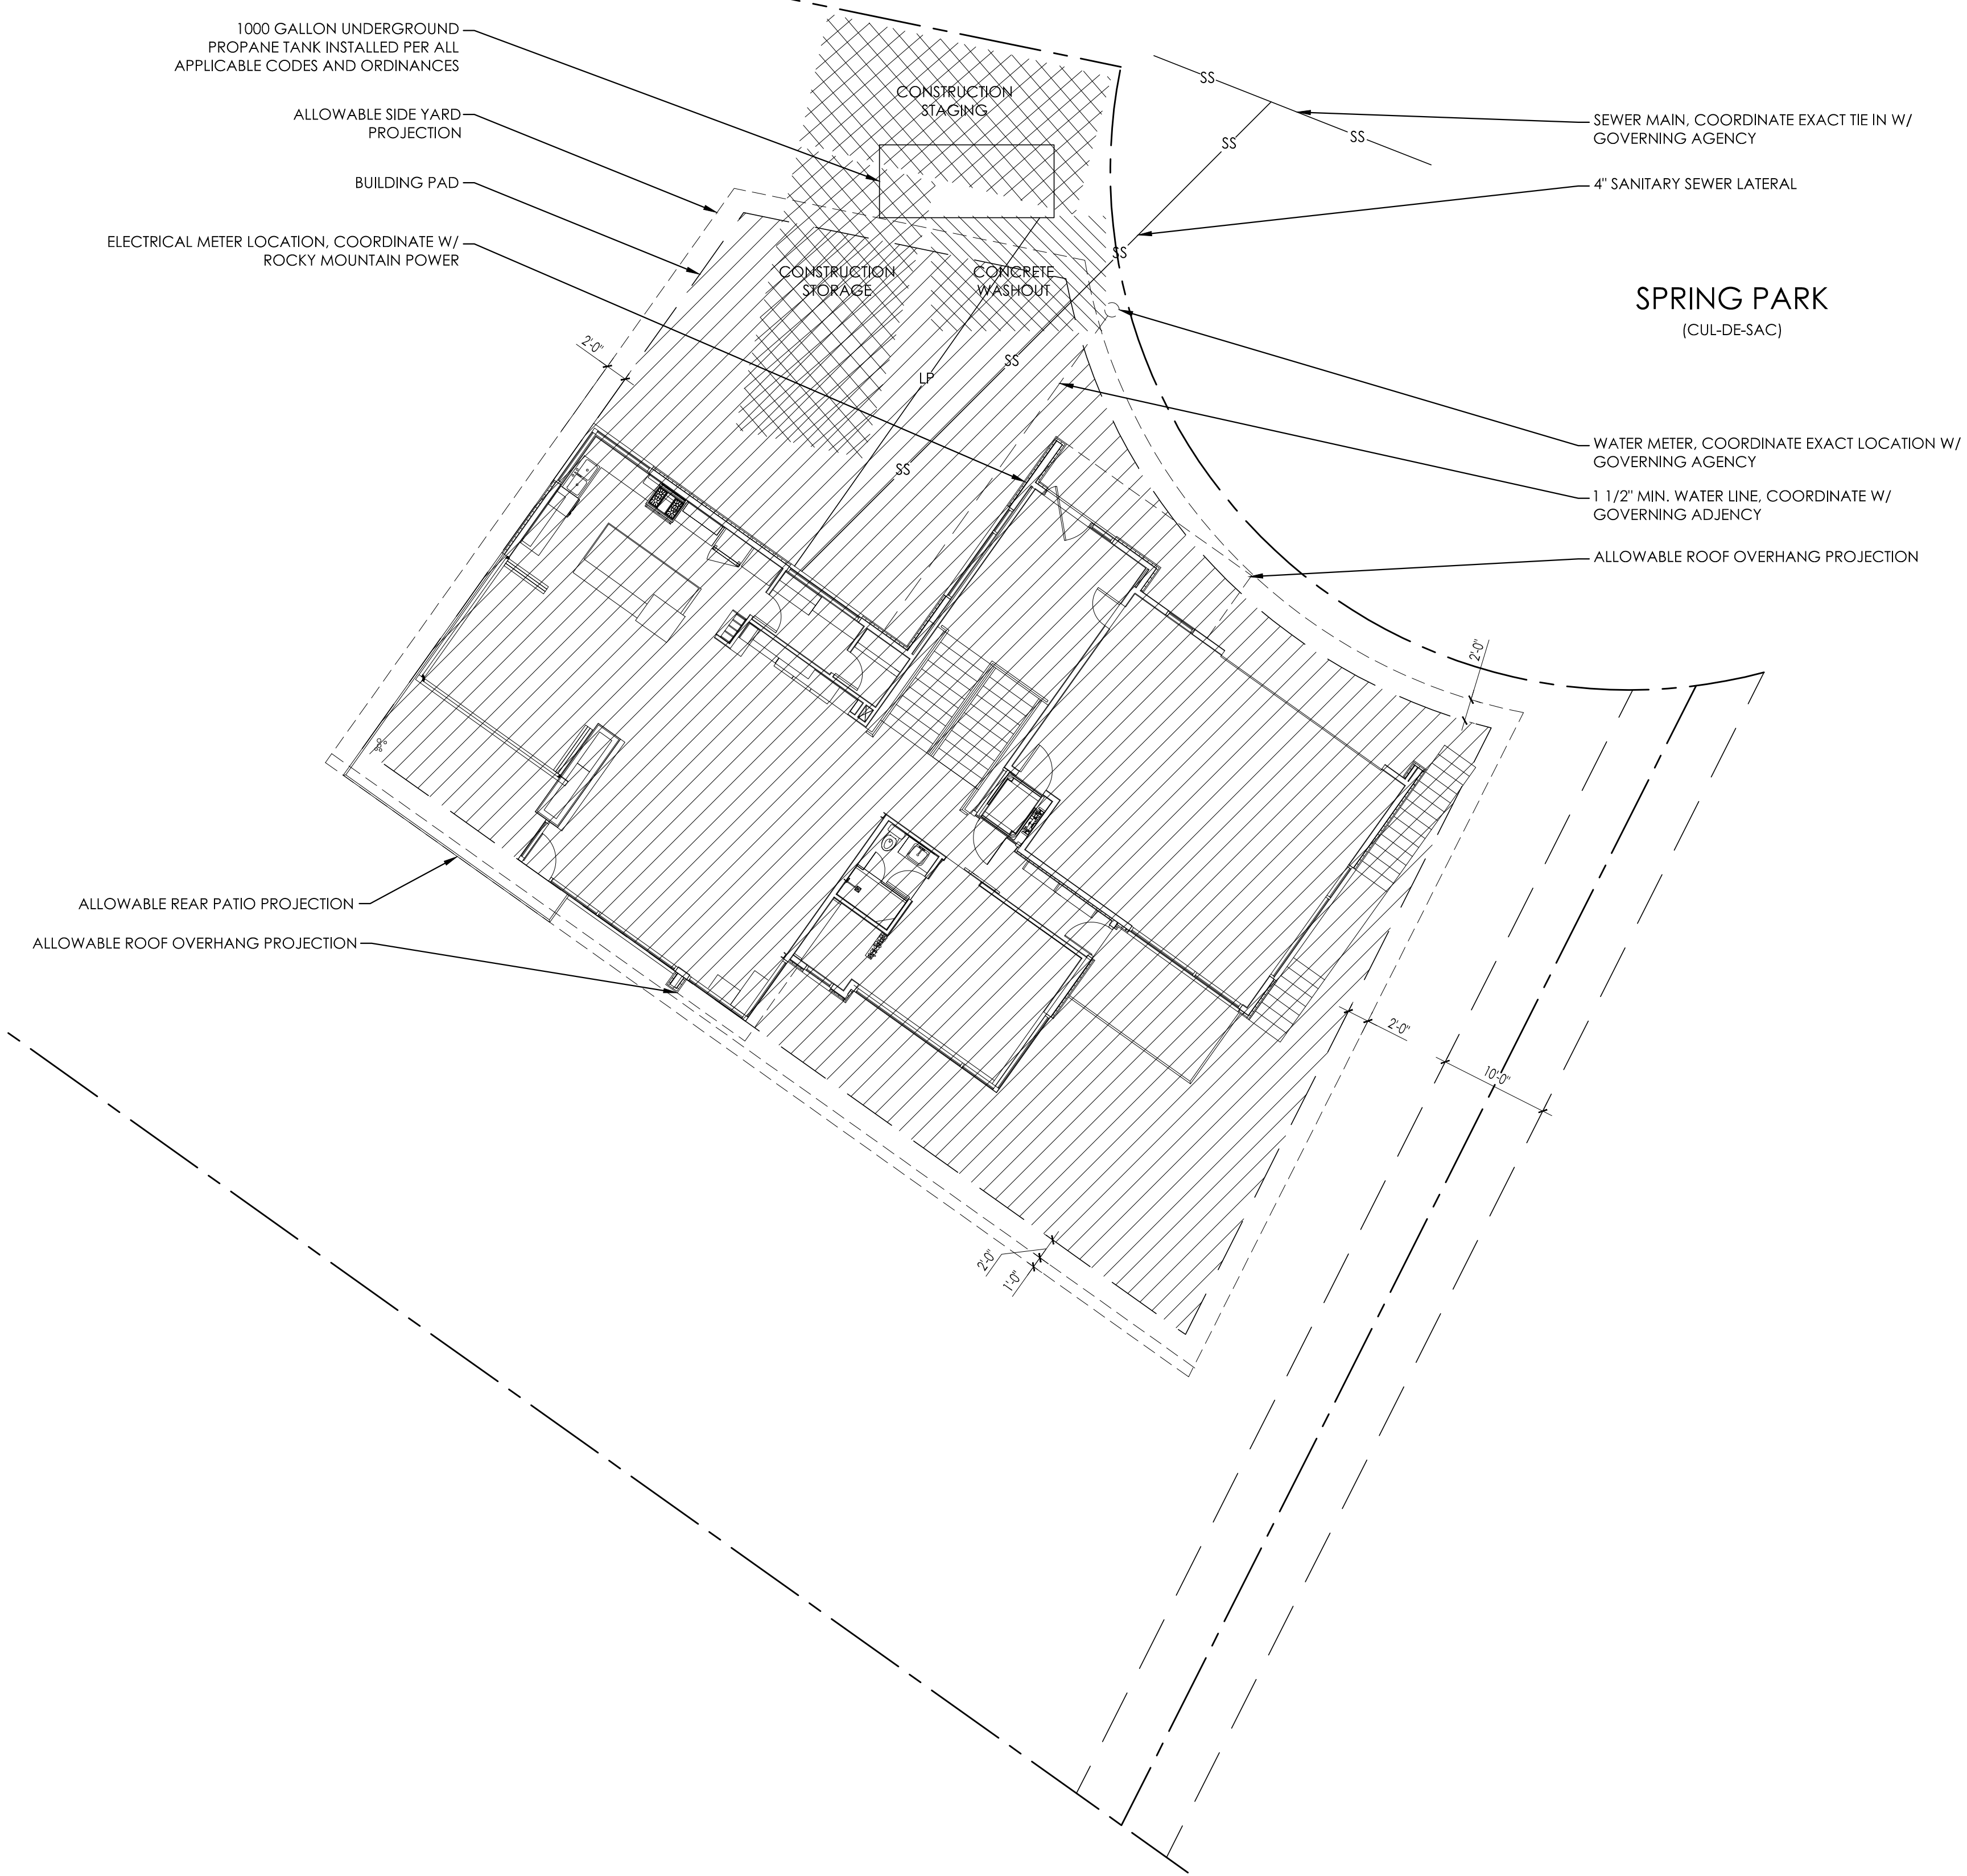 1000 GALLON UNDERGROUND
PROPANE TANK INSTALLED PER ALL
APPLICABLE CODES AND ORDINANCES
ALLOWABLE SIDE YARD
PROJECTION
BUILDING PAD
ELECTRICAL METER LOCATION, COORDINATE W/
ROCKY MOUNTAIN POWER
CONSTRUCTION
STAGING
CONSTRUCTION
STORAGE
CONCRETE
WASHOUT
SS
SS
SS
SS
SS
SS
LP
SEWER MAIN, COORDINATE EXACT TIE IN W/
GOVERNING AGENCY
4" SANITARY SEWER LATERAL
SPRING PARK
(CUL-DE-SAC)
WATER METER, COORDINATE EXACT LOCATION W/
GOVERNING AGENCY
1 1/2" MIN. WATER LINE, COORDINATE W/
GOVERNING ADJENCY
ALLOWABLE ROOF OVERHANG PROJECTION
2'-0"
2'-0"
2'-0"
10'-0"
2'-0"
1'-0"
ALLOWABLE REAR PATIO PROJECTION
ALLOWABLE ROOF OVERHANG PROJECTION